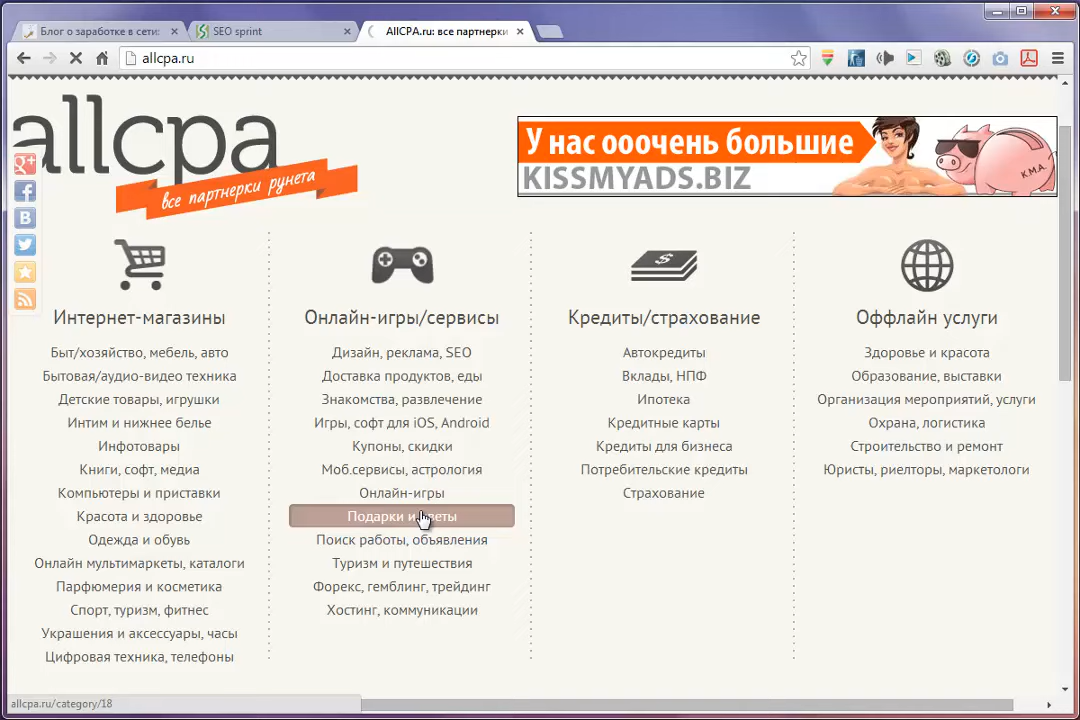 Блог о заработке в сети:
SEO sprint
AllCPA.ru: все партнерки
allcpa.ru
allcpa
все партнерки рунета
У нас ооочень большие
KISSMYADS.BIZ
K.M.A.
Интернет-магазины
Быт/хозяйство, мебель, авто
Бытовая/аудио-видео техника
Детские товары, игрушки
Интим и нижнее белье
Инфотовары
Книги, софт, медиа
Компьютеры и приставки
Красота и здоровье
Одежда и обувь
Онлайн мультимаркеты, каталоги
Парфюмерия и косметика
Спорт, туризм, фитнес
Украшения и аксессуары, часы
Цифровая техника, телефоны
Онлайн-игры/сервисы
Дизайн, реклама, SEO
Доставка продуктов, еды
Знакомства, развлечение
Игры, софт для iOS, Android
Купоны, скидки
Моб.сервисы, астрология
Онлайн-игры
Подарки и
Поиск работы, объявления
Туризм и путешествия
Форекс, гемблинг, трейдинг
Хостинг, коммуникации
Кредиты/страхование
Автокредиты
Вклады, НПФ
Ипотека
Кредитные карты
Кредиты для бизнеса
Потребительские кредиты
Страхование
Оффлайн услуги
Здоровье и красота
Образование, выставки
Организация мероприятий, услуги
Охрана, логистика
Строительство и ремонт
Юристы, риелторы, маркетологи
allcpa.ru/category/18